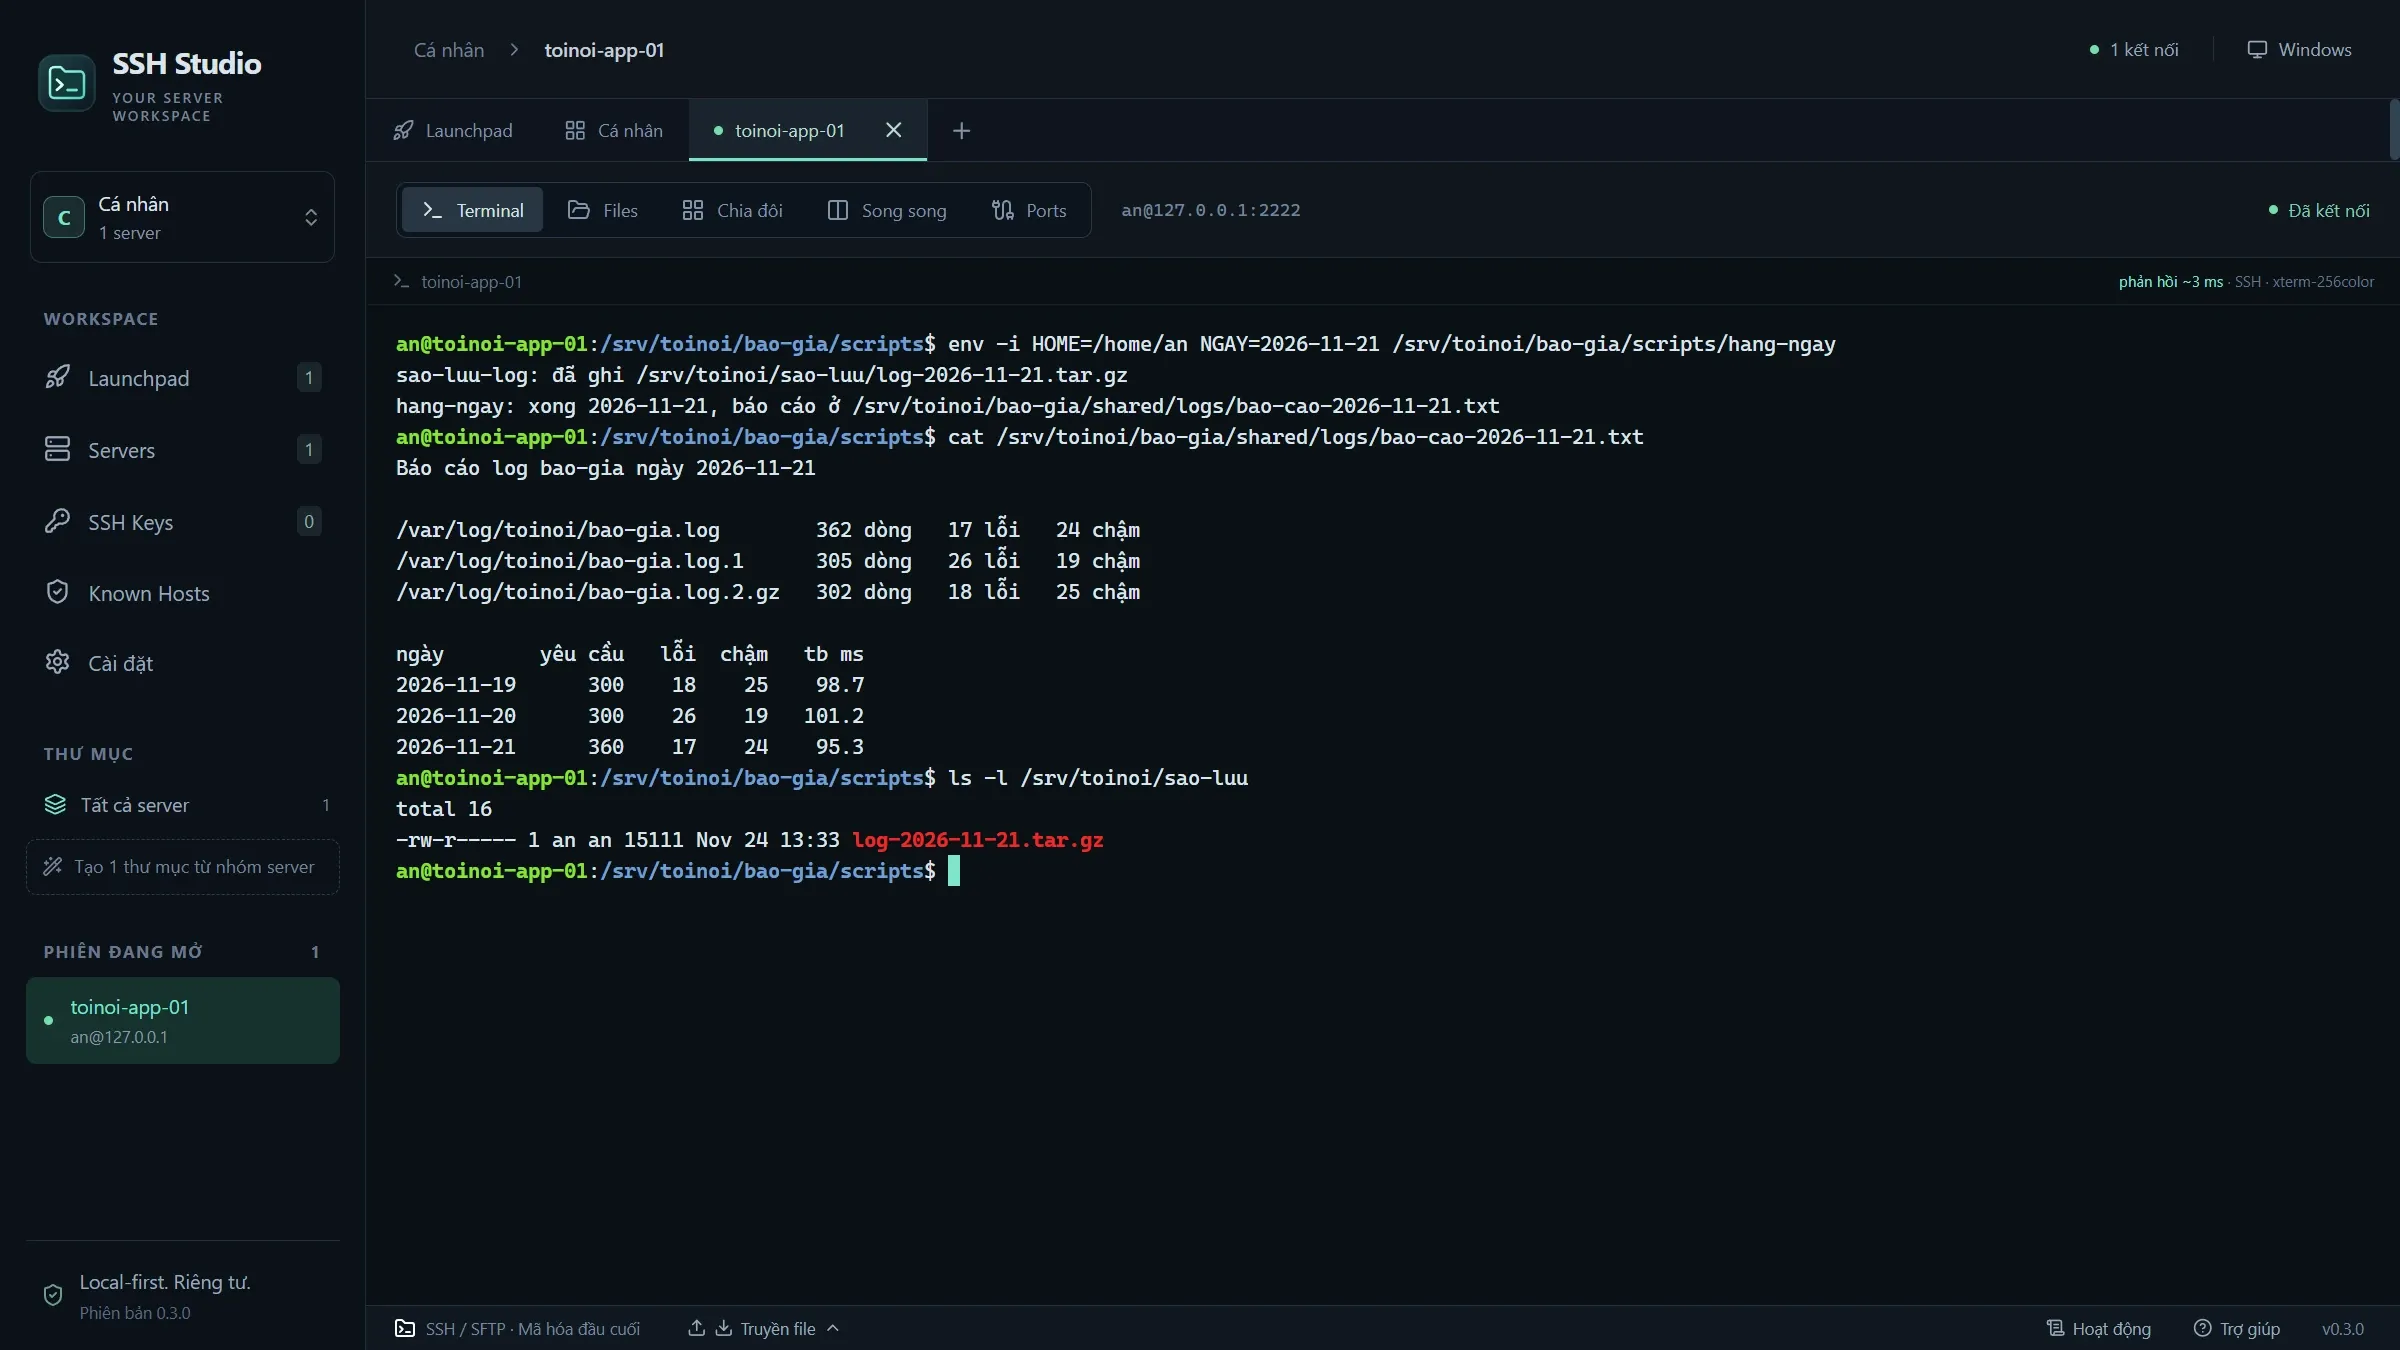 SSH Studio
YOUR SERVER
WORKSPACE
C
Cá nhân
1 server
WORKSPACE
Launchpad 1
Servers 1
SSH Keys 0
Known Hosts
Cài đặt
THƯ MỤC
Tất cả server 1
Tạo 1 thư mục từ nhóm server
PHIÊN ĐANG MỞ 1
toinoi-app-01
an@127.0.0.1
Local-first. Riêng tư.
Phiên bản 0.3.0
Cá nhân > toinoi-app-01
1 kết nối
Windows
Launchpad
Cá nhân
toinoi-app-01
Terminal
Files
Chia đôi
Song song
Ports
an@127.0.0.1:2222
Đã kết nối
toinoi-app-01
phản hồi ~3 ms · SSH · xterm-256color
an@toinoi-app-01:/srv/toinoi/bao-gia/scripts$ env -i HOME=/home/an NGAY=2026-11-21 /srv/toinoi/bao-gia/scripts/hang-ngay
sao-luu-log: đã ghi /srv/toinoi/sao-luu/log-2026-11-21.tar.gz
hang-ngay: xong 2026-11-21, báo cáo ở /srv/toinoi/bao-gia/shared/logs/bao-cao-2026-11-21.txt
an@toinoi-app-01:/srv/toinoi/bao-gia/scripts$ cat /srv/toinoi/bao-gia/shared/logs/bao-cao-2026-11-21.txt
Báo cáo log bao-gia ngày 2026-11-21
/var/log/toinoi/bao-gia.log 362 dòng 17 lỗi 24 chậm
/var/log/toinoi/bao-gia.log.1 305 dòng 26 lỗi 19 chậm
/var/log/toinoi/bao-gia.log.2.gz 302 dòng 18 lỗi 25 chậm
ngày yêu cầu lỗi chậm tb ms
2026-11-19 300 18 25 98.7
2026-11-20 300 26 19 101.2
2026-11-21 360 17 24 95.3
an@toinoi-app-01:/srv/toinoi/bao-gia/scripts$ ls -l /srv/toinoi/sao-luu
total 16
-rw-r----- 1 an an 15111 Nov 24 13:33 log-2026-11-21.tar.gz
an@toinoi-app-01:/srv/toinoi/bao-gia/scripts$
SSH / SFTP · Mã hóa đầu cuối
Truyền file
Hoạt động
Trợ giúp
v0.3.0